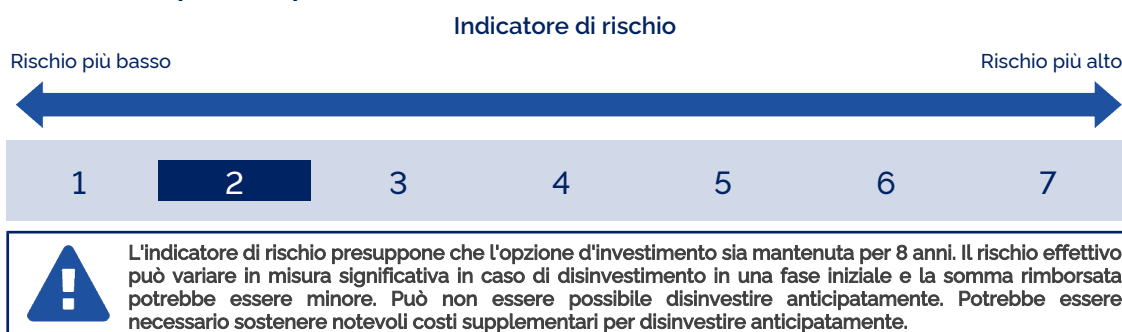 Indicatore di rischio
Rischio più basso Rischio più alto
1 2 3 4 5 6 7
L'indicatore di rischio presuppone che l'opzione d'investimento sia mantenuta per 8 anni. Il rischio effettivo
può variare in misura significativa in caso di disinvestimento in una fase iniziale e la somma rimborsata
potrebbe essere minore. Può non essere possibile disinvestire anticipatamente. Potrebbe essere
necessario sostenere notevoli costi supplementari per disinvestire anticipatamente.